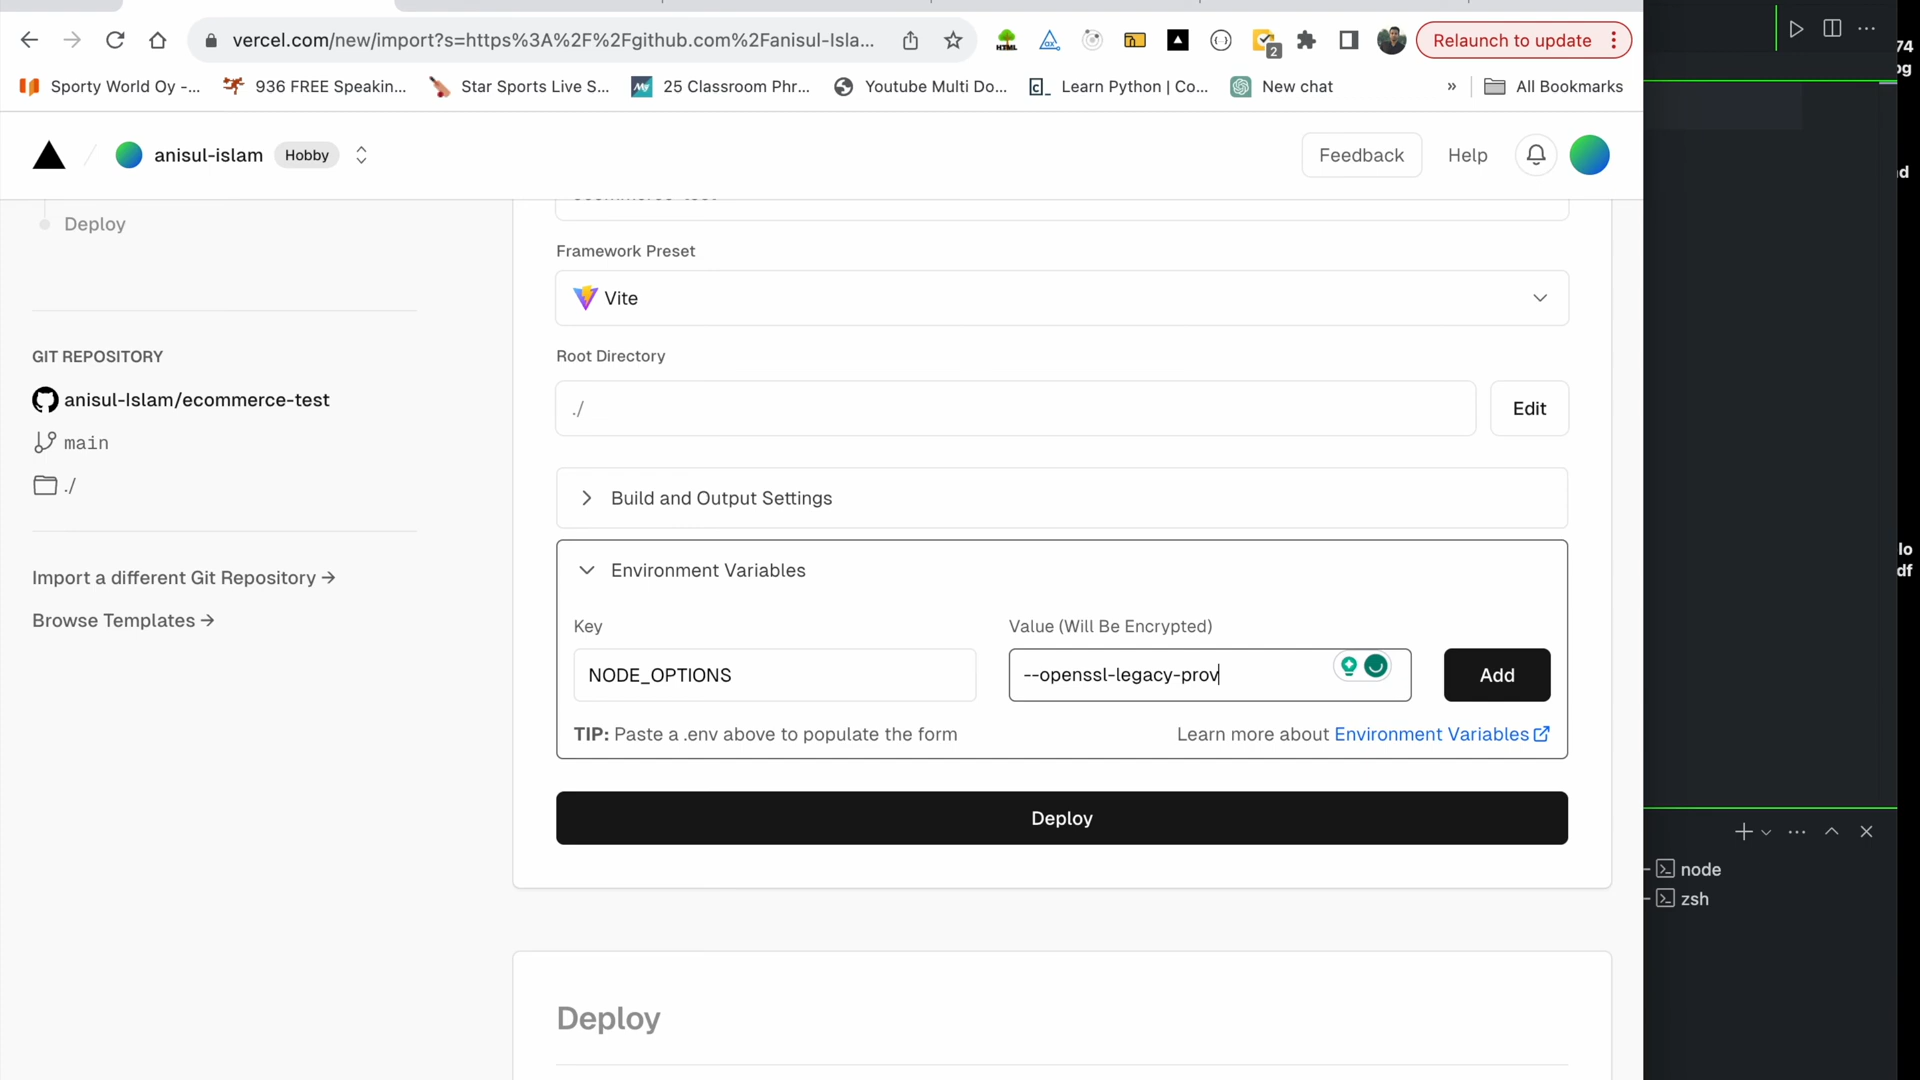 vercel.com/new/import?s=https%3A%2F%2Fgithub.com%2Fanisul-Isla...
2
Relaunch to update
Sporty World Oy -...
936 FREE Speakin...
Star Sports Live S...
25 Classroom Phr...
Youtube Multi Do...
Learn Python | Co...
New chat
»
All Bookmarks
anisul-islam
Hobby
Feedback
Help
Deploy
GIT REPOSITORY
anisul-Islam/ecommerce-test
main
./
Import a different Git Repository →
Browse Templates →
Framework Preset
Vite
Root Directory
./
Edit
Build and Output Settings
Environment Variables
Key
Value (Will Be Encrypted)
NODE_OPTIONS
--openssl-legacy-prov
Add
TIP: Paste a .env above to populate the form
Learn more about Environment Variables
Deploy
Deploy
node
zsh
74